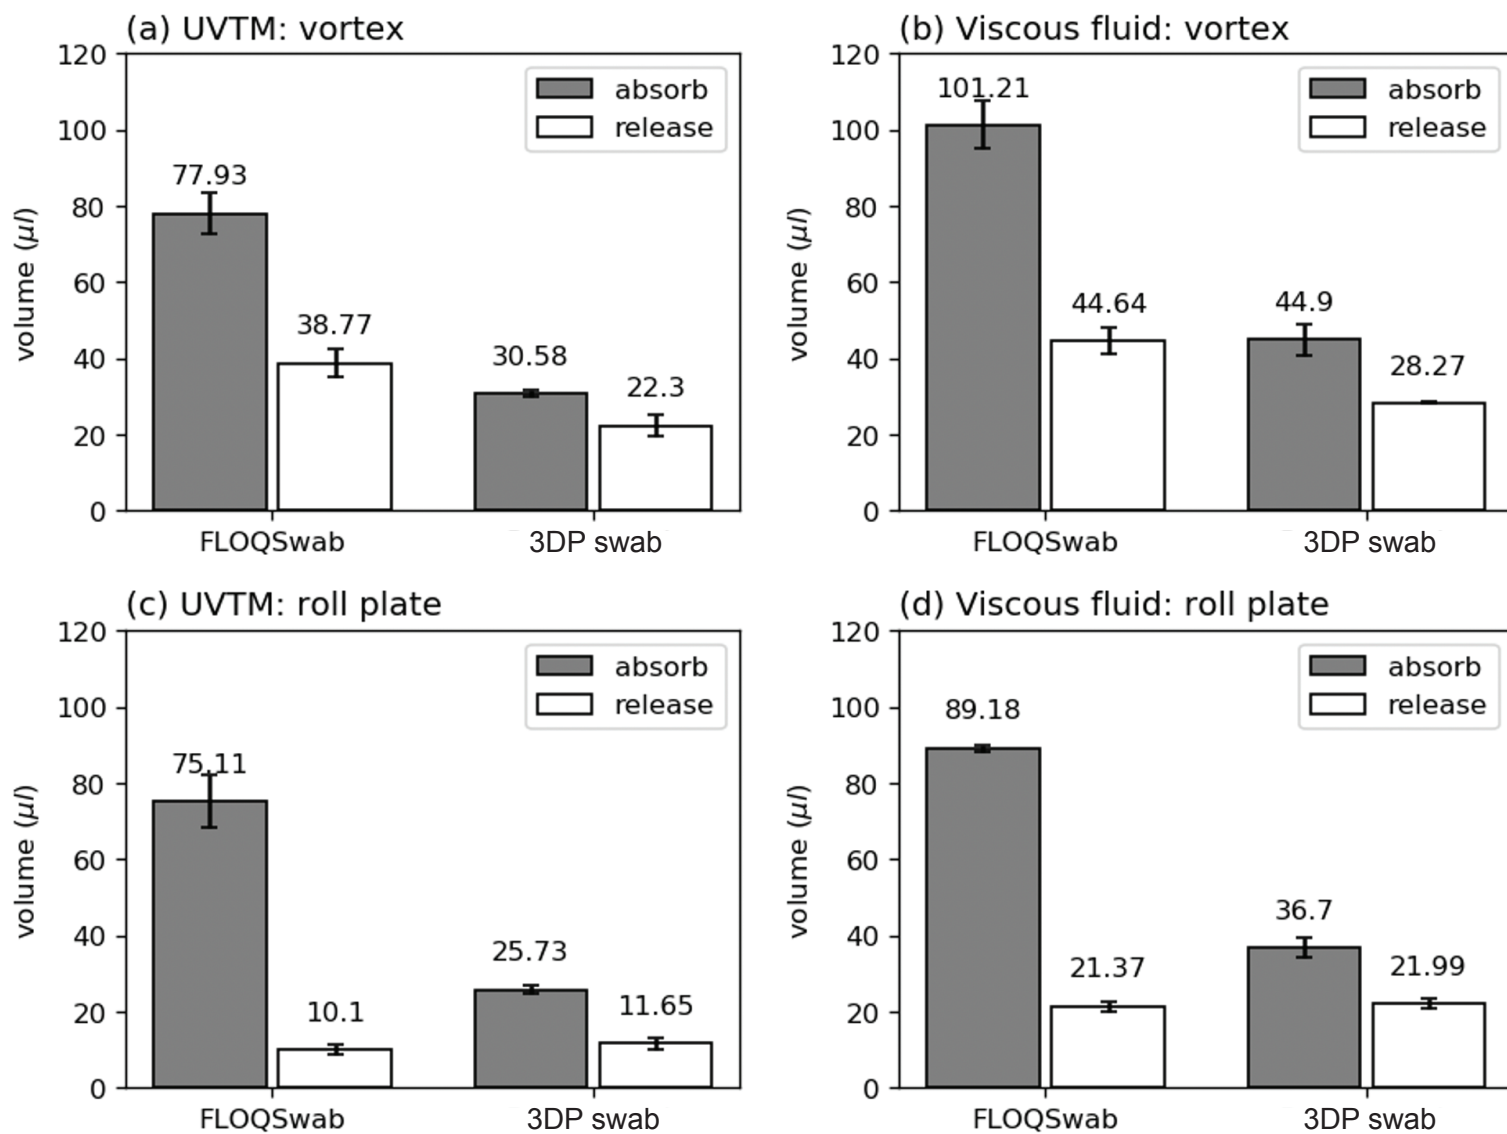 (a) UVTM: vortex
120
100
80
60
40
20
0
volume (μl)
absorb
release
77.93
38.77
30.58
22.3
FLOQSwab
3DP swab
(b) Viscous fluid: vortex
120
100
80
60
40
20
0
volume (μl)
absorb
release
101.21
44.64
44.9
28.27
FLOQSwab
3DP swab
(c) UVTM: roll plate
120
100
80
60
40
20
0
volume (μl)
absorb
release
75.11
10.1
25.73
11.65
FLOQSwab
3DP swab
(d) Viscous fluid: roll plate
120
100
80
60
40
20
0
volume (μl)
absorb
release
89.18
21.37
36.7
21.99
FLOQSwab
3DP swab